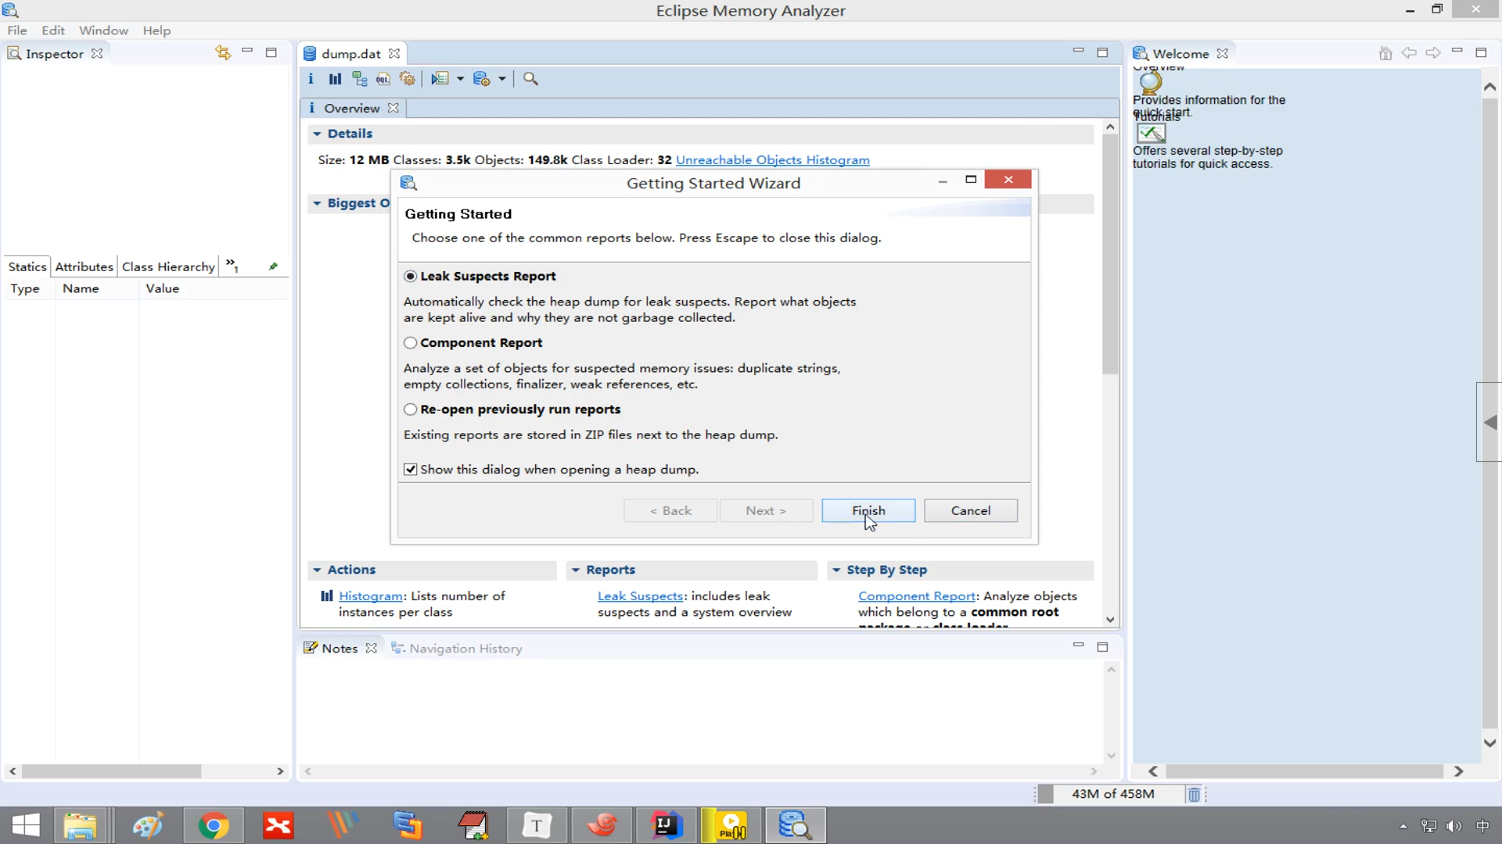 Eclipse Memory Analyzer
File Edit Window Help
Inspector
dump.dat
Welcome
Overview
Overview
Provides information for the
quick start.
Tutorials
Offers several step-by-step
tutorials for quick access.
Details
Size: 12 MB Classes: 3.5k Objects: 149.8k Class Loader: 32 Unreachable Objects Histogram
Biggest O
Getting Started Wizard
Getting Started
Choose one of the common reports below. Press Escape to close this dialog.
Leak Suspects Report
Automatically check the heap dump for leak suspects. Report what objects
are kept alive and why they are not garbage collected.
Component Report
Analyze a set of objects for suspected memory issues: duplicate strings,
empty collections, finalizer, weak references, etc.
Re-open previously run reports
Existing reports are stored in ZIP files next to the heap dump.
Show this dialog when opening a heap dump.
< Back Next > Finish Cancel
Statics Attributes Class Hierarchy »1
Type Name Value
Actions
Histogram: Lists number of
instances per class
Reports
Leak Suspects: includes leak
suspects and a system overview
Step By Step
Component Report: Analyze objects
which belong to a common root
package or class loader
Notes Navigation History
43M of 458M
T
IJ
中